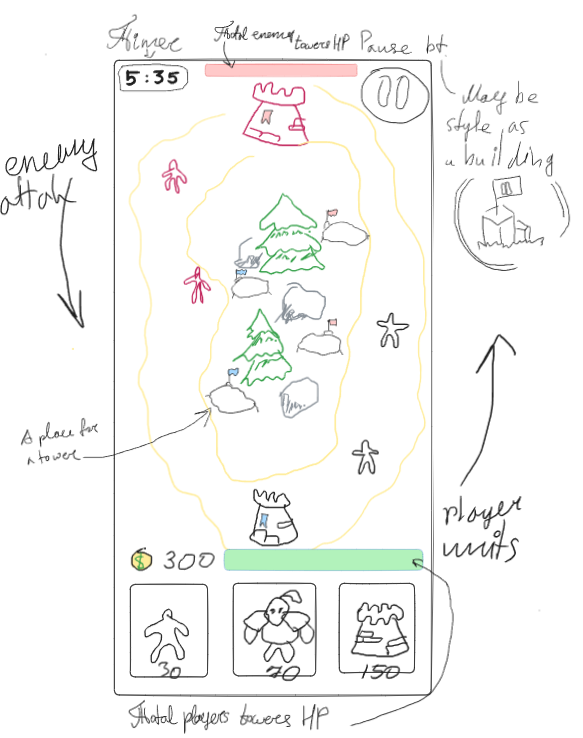 Timer
Total enemy towers HP
Pause bt.
5:35
May be
style as
a building
enemy
attak
A place for
a tower
player
units
$ 300
30
70
150
Total players towers HP